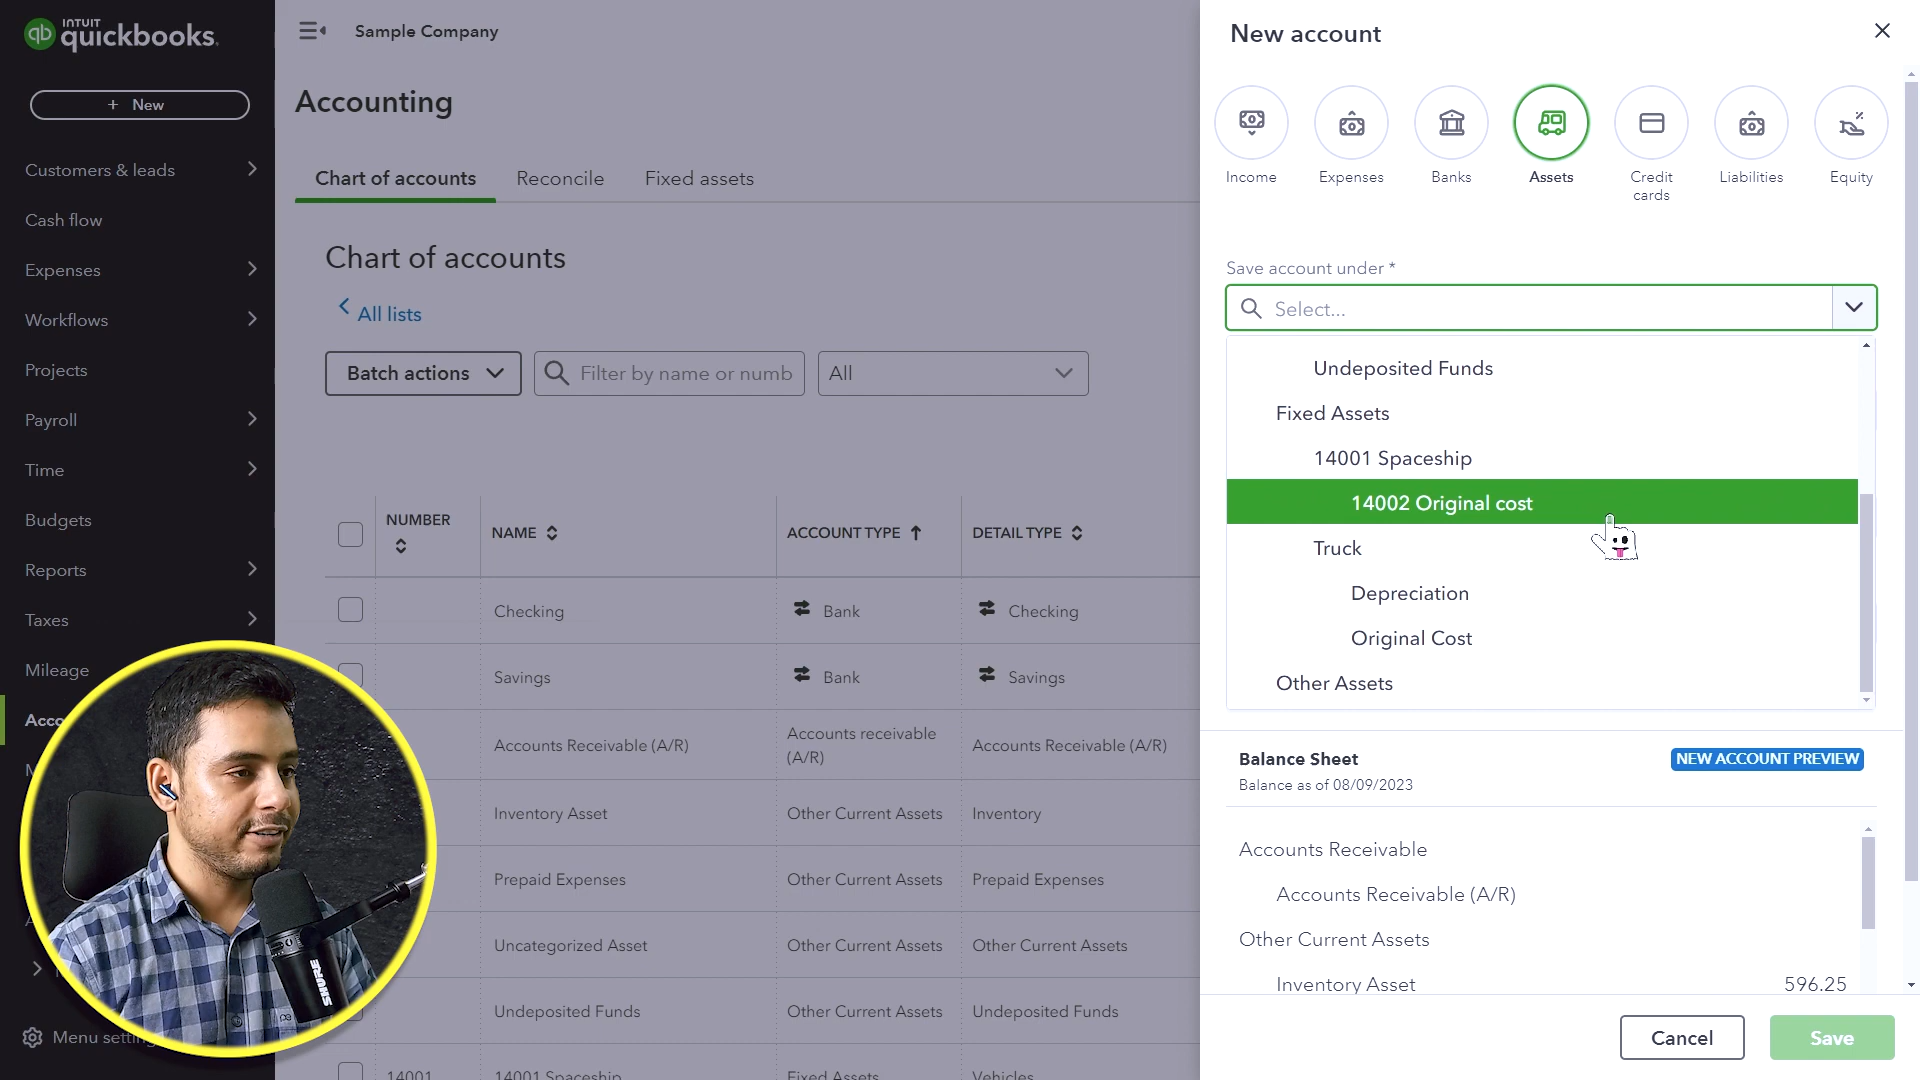 INTUIT
quickbooks.
+ New
Customers & leads
Cash flow
Expenses
Workflows
Projects
Payroll
Time
Budgets
Reports
Taxes
Mileage
Menu
Sample Company
Accounting
Chart of accounts
Reconcile
Fixed assets
Chart of accounts
All lists
Batch actions
Filter by name or numb
All
NUMBER
NAME
ACCOUNT TYPE
DETAIL TYPE
Checking
Bank
Checking
Savings
Bank
Savings
Accounts Receivable (A/R)
Accounts receivable
(A/R)
Accounts Receivable (A/R)
Inventory Asset
Other Current Assets
Inventory
Prepaid Expenses
Other Current Assets
Prepaid Expenses
Uncategorized Asset
Other Current Assets
Other Current Assets
Undeposited Funds
Other Current Assets
Undeposited Funds
14001
14001 Spaceship
Fixed Assets
Vehicles
SHURE
New account
Income
Expenses
Banks
Assets
Credit
cards
Liabilities
Equity
Save account under *
Select...
Undeposited Funds
Fixed Assets
14001 Spaceship
14002 Original cost
Truck
Depreciation
Original Cost
Other Assets
Balance Sheet
NEW ACCOUNT PREVIEW
Balance as of 08/09/2023
Accounts Receivable
Accounts Receivable (A/R)
Other Current Assets
Inventory Asset
596.25
Cancel
Save